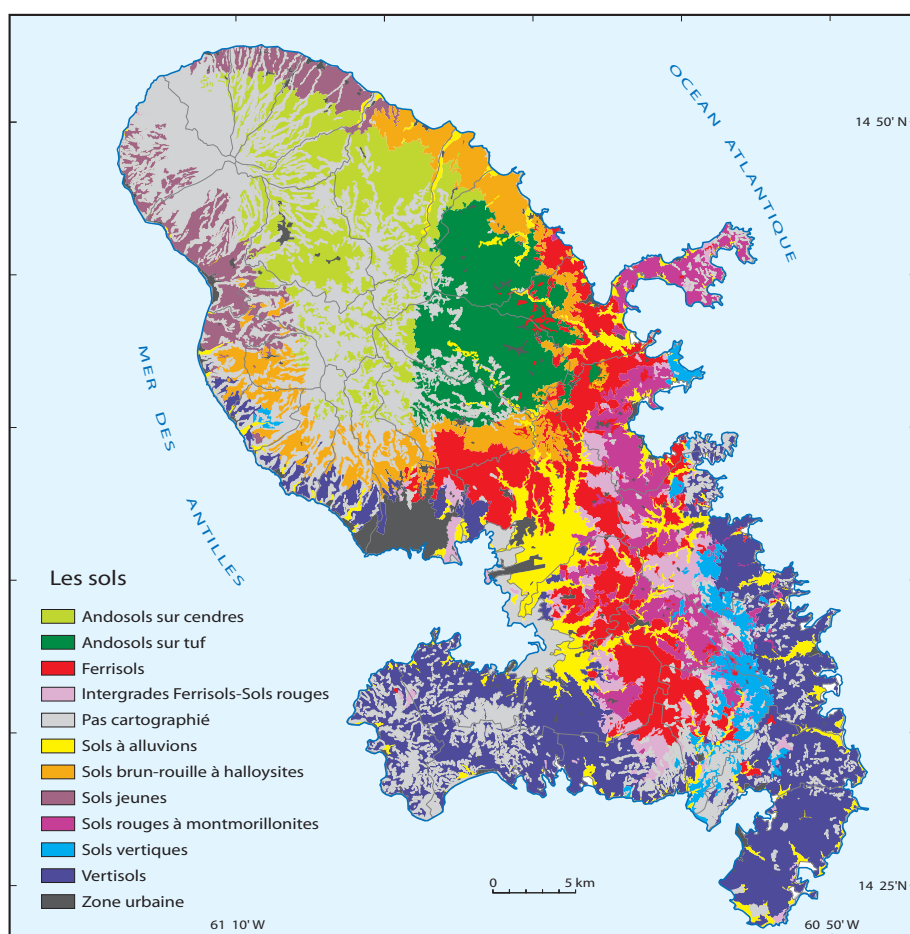 OCEAN ATLANTIQUE
14 50' N
MER DES ANTILLES
Les sols
Andosols sur cendres
Andosols sur tuf
Ferrisols
Intergrades Ferrisols-Sols rouges
Pas cartographié
Sols à alluvions
Sols brun-rouille à halloysites
Sols jeunes
Sols rouges à montmorillonites
Sols vertiques
Vertisols
Zone urbaine
0 5 km
14 25' N
61 10' W
60 50' W